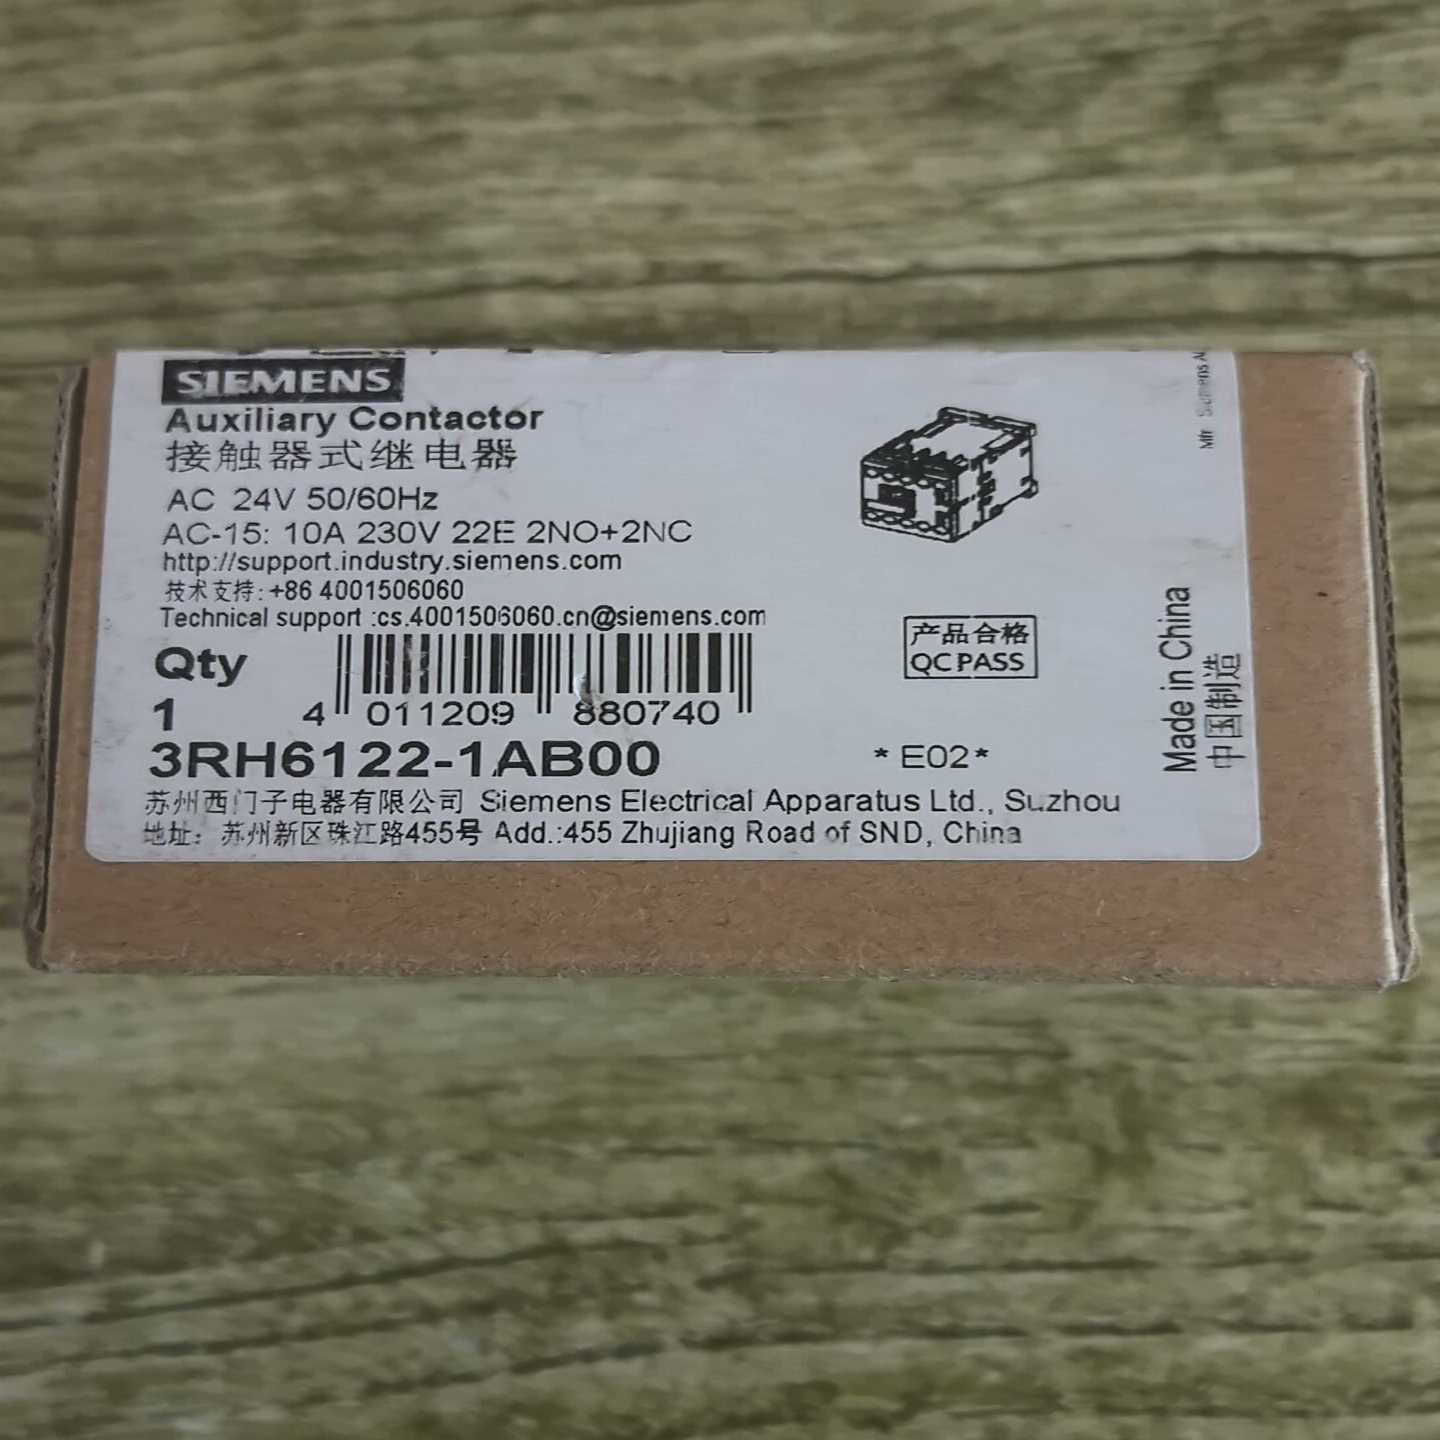 SIEMENS
Auxiliary Contactor
接触器式继电器
AC 24V 50/60Hz
AC-15: 10A 230V 22E 2NO+2NC
http://support.industry.siemens.com
技术支持: +86 4001506060
Technical support :cs.4001506060.cn@siemens.com
Qty
1
4 011209 880740
3RH6122-1AB00
* E02*
苏州西门子电器有限公司 Siemens Electrical Apparatus Ltd., Suzhou
地址: 苏州新区珠江路455号 Add.:455 Zhujiang Road of SND, China
产品合格
QC PASS
Made in China
中国制造
Mfr Siemens